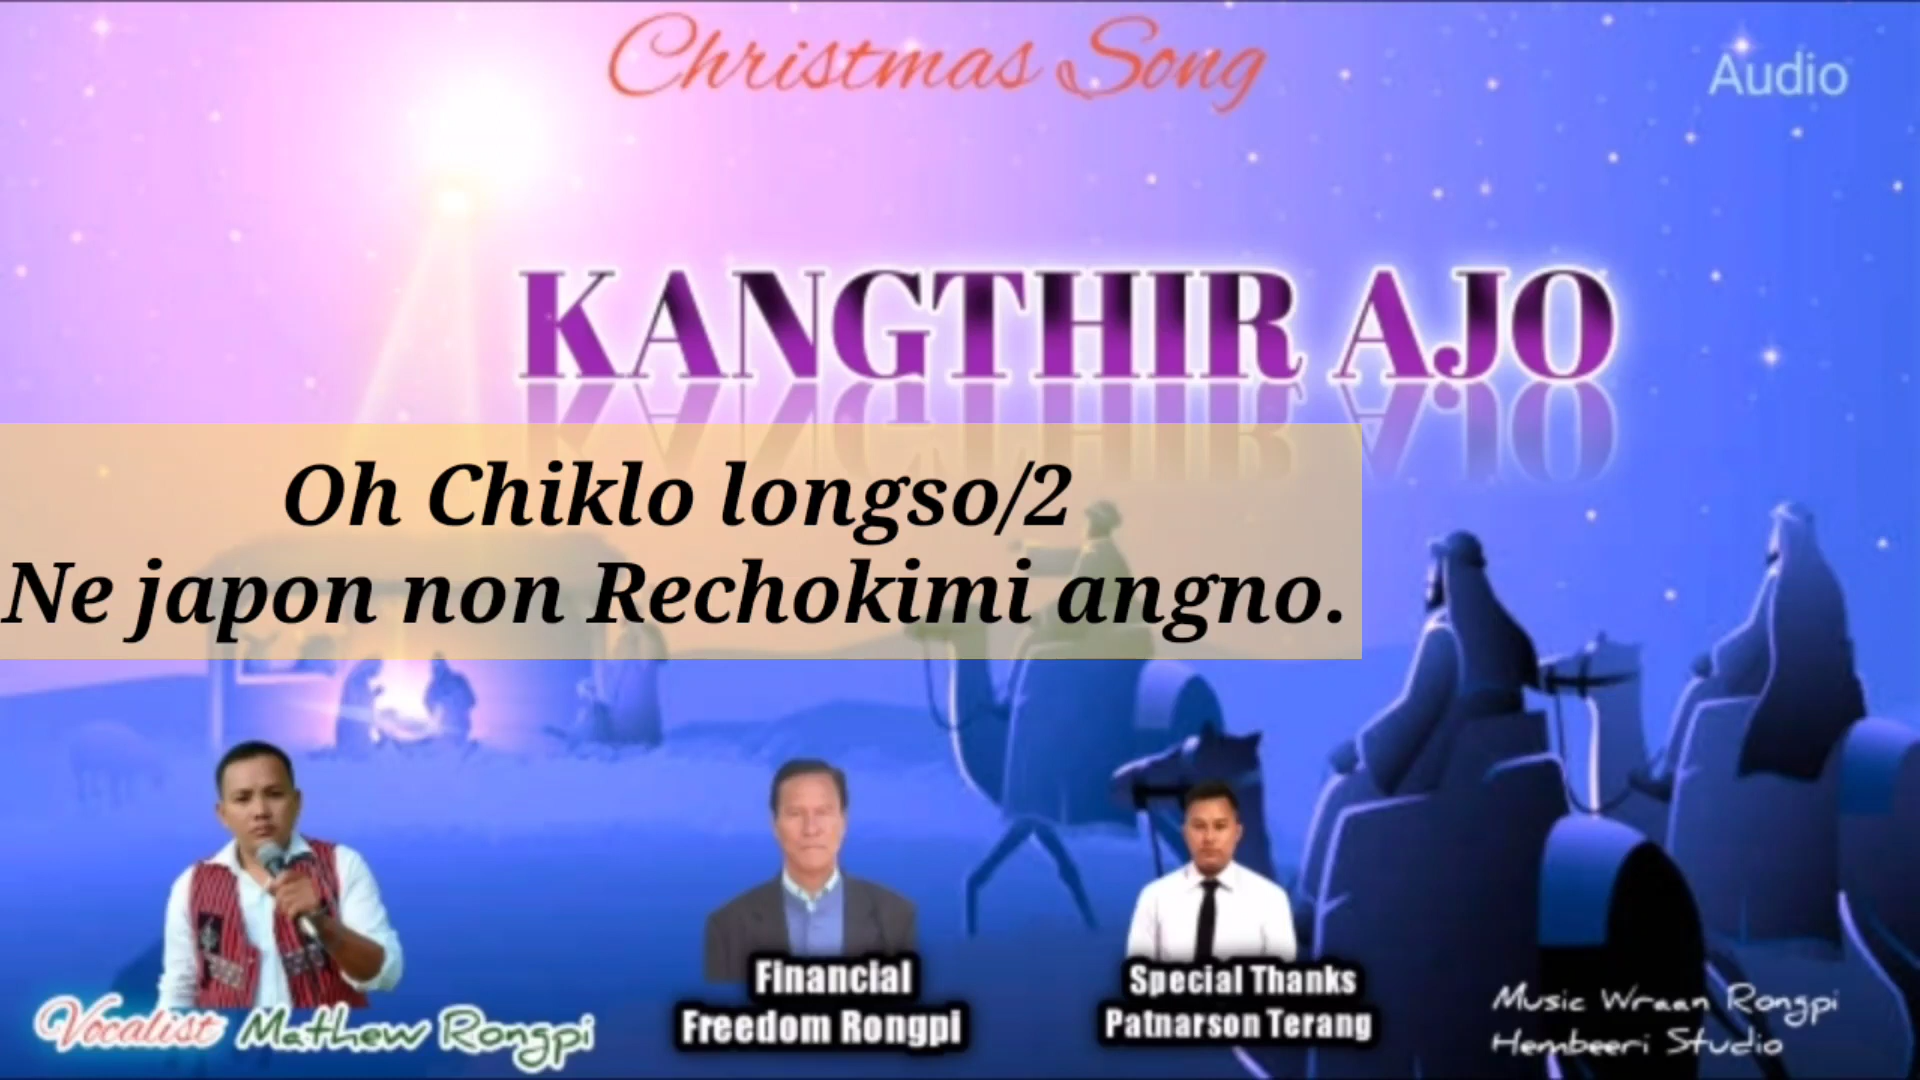 Christmas Song
Audio
KANGTHIR AJO
Oh Chiklo longso/2
Ne japon non Rechokimi angno.
Vocalist Mathew Rongpi
Financial
Freedom Rongpi
Special Thanks
Patnarson Terang
Music Wraan Rongpi
Hembeeri Studio